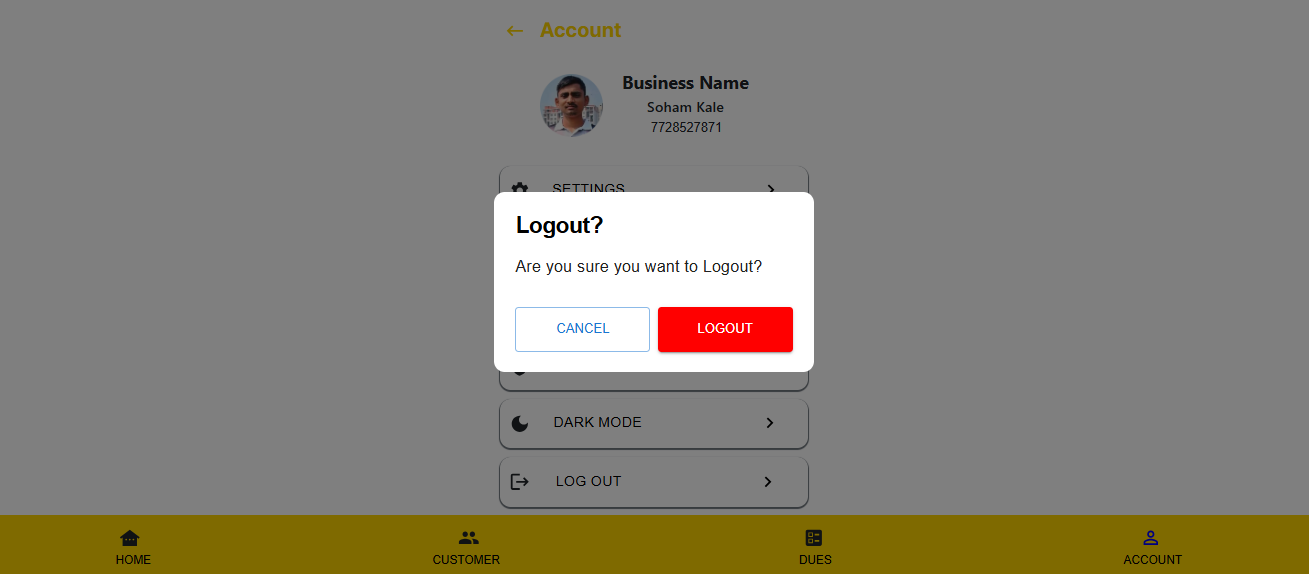 Account
Business Name
Soham Kale
7728527871
SETTINGS
Logout?
Are you sure you want to Logout?
CANCEL LOGOUT
DARK MODE
LOG OUT
HOME CUSTOMER DUES ACCOUNT